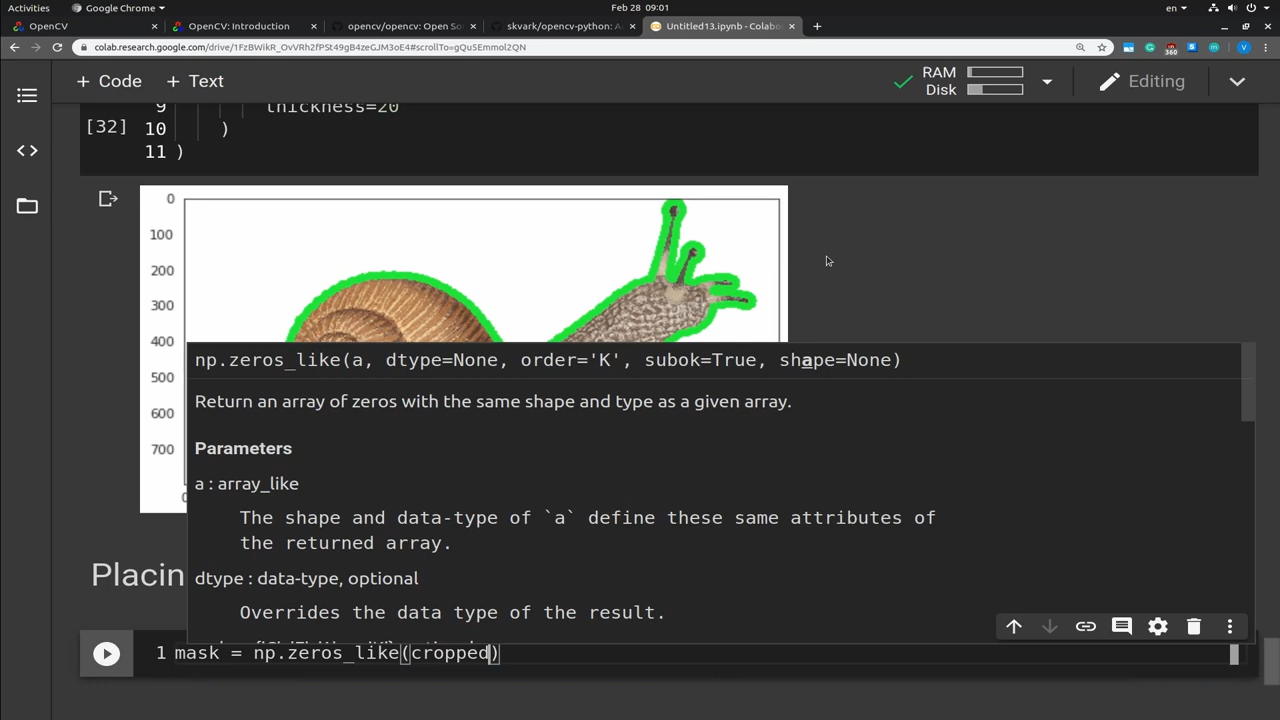 Activities Google Chrome ▾ Feb 28 09:01 en ▾
OpenCV × OpenCV: Introduction × opencv/opencv: Open So × skvark/opencv-python: A × Untitled13.ipynb - Colab ×
colab.research.google.com/drive/1FzBWikR_OvVRh2fPSt49gB4zeGJM3oE4#scrollTo=gQu5Emmol2QN
+ Code + Text RAM Disk Editing
9 thickness=20
[32] 10 )
11 )
0
100
200
300
400
500
600
700
np.zeros_like(a, dtype=None, order='K', subok=True, shape=None)
Return an array of zeros with the same shape and type as a given array.
Parameters
a : array_like
The shape and data-type of `a` define these same attributes of
the returned array.
dtype : data-type, optional
Overrides the data type of the result.
Placin
1 mask = np.zeros_like(cropped)